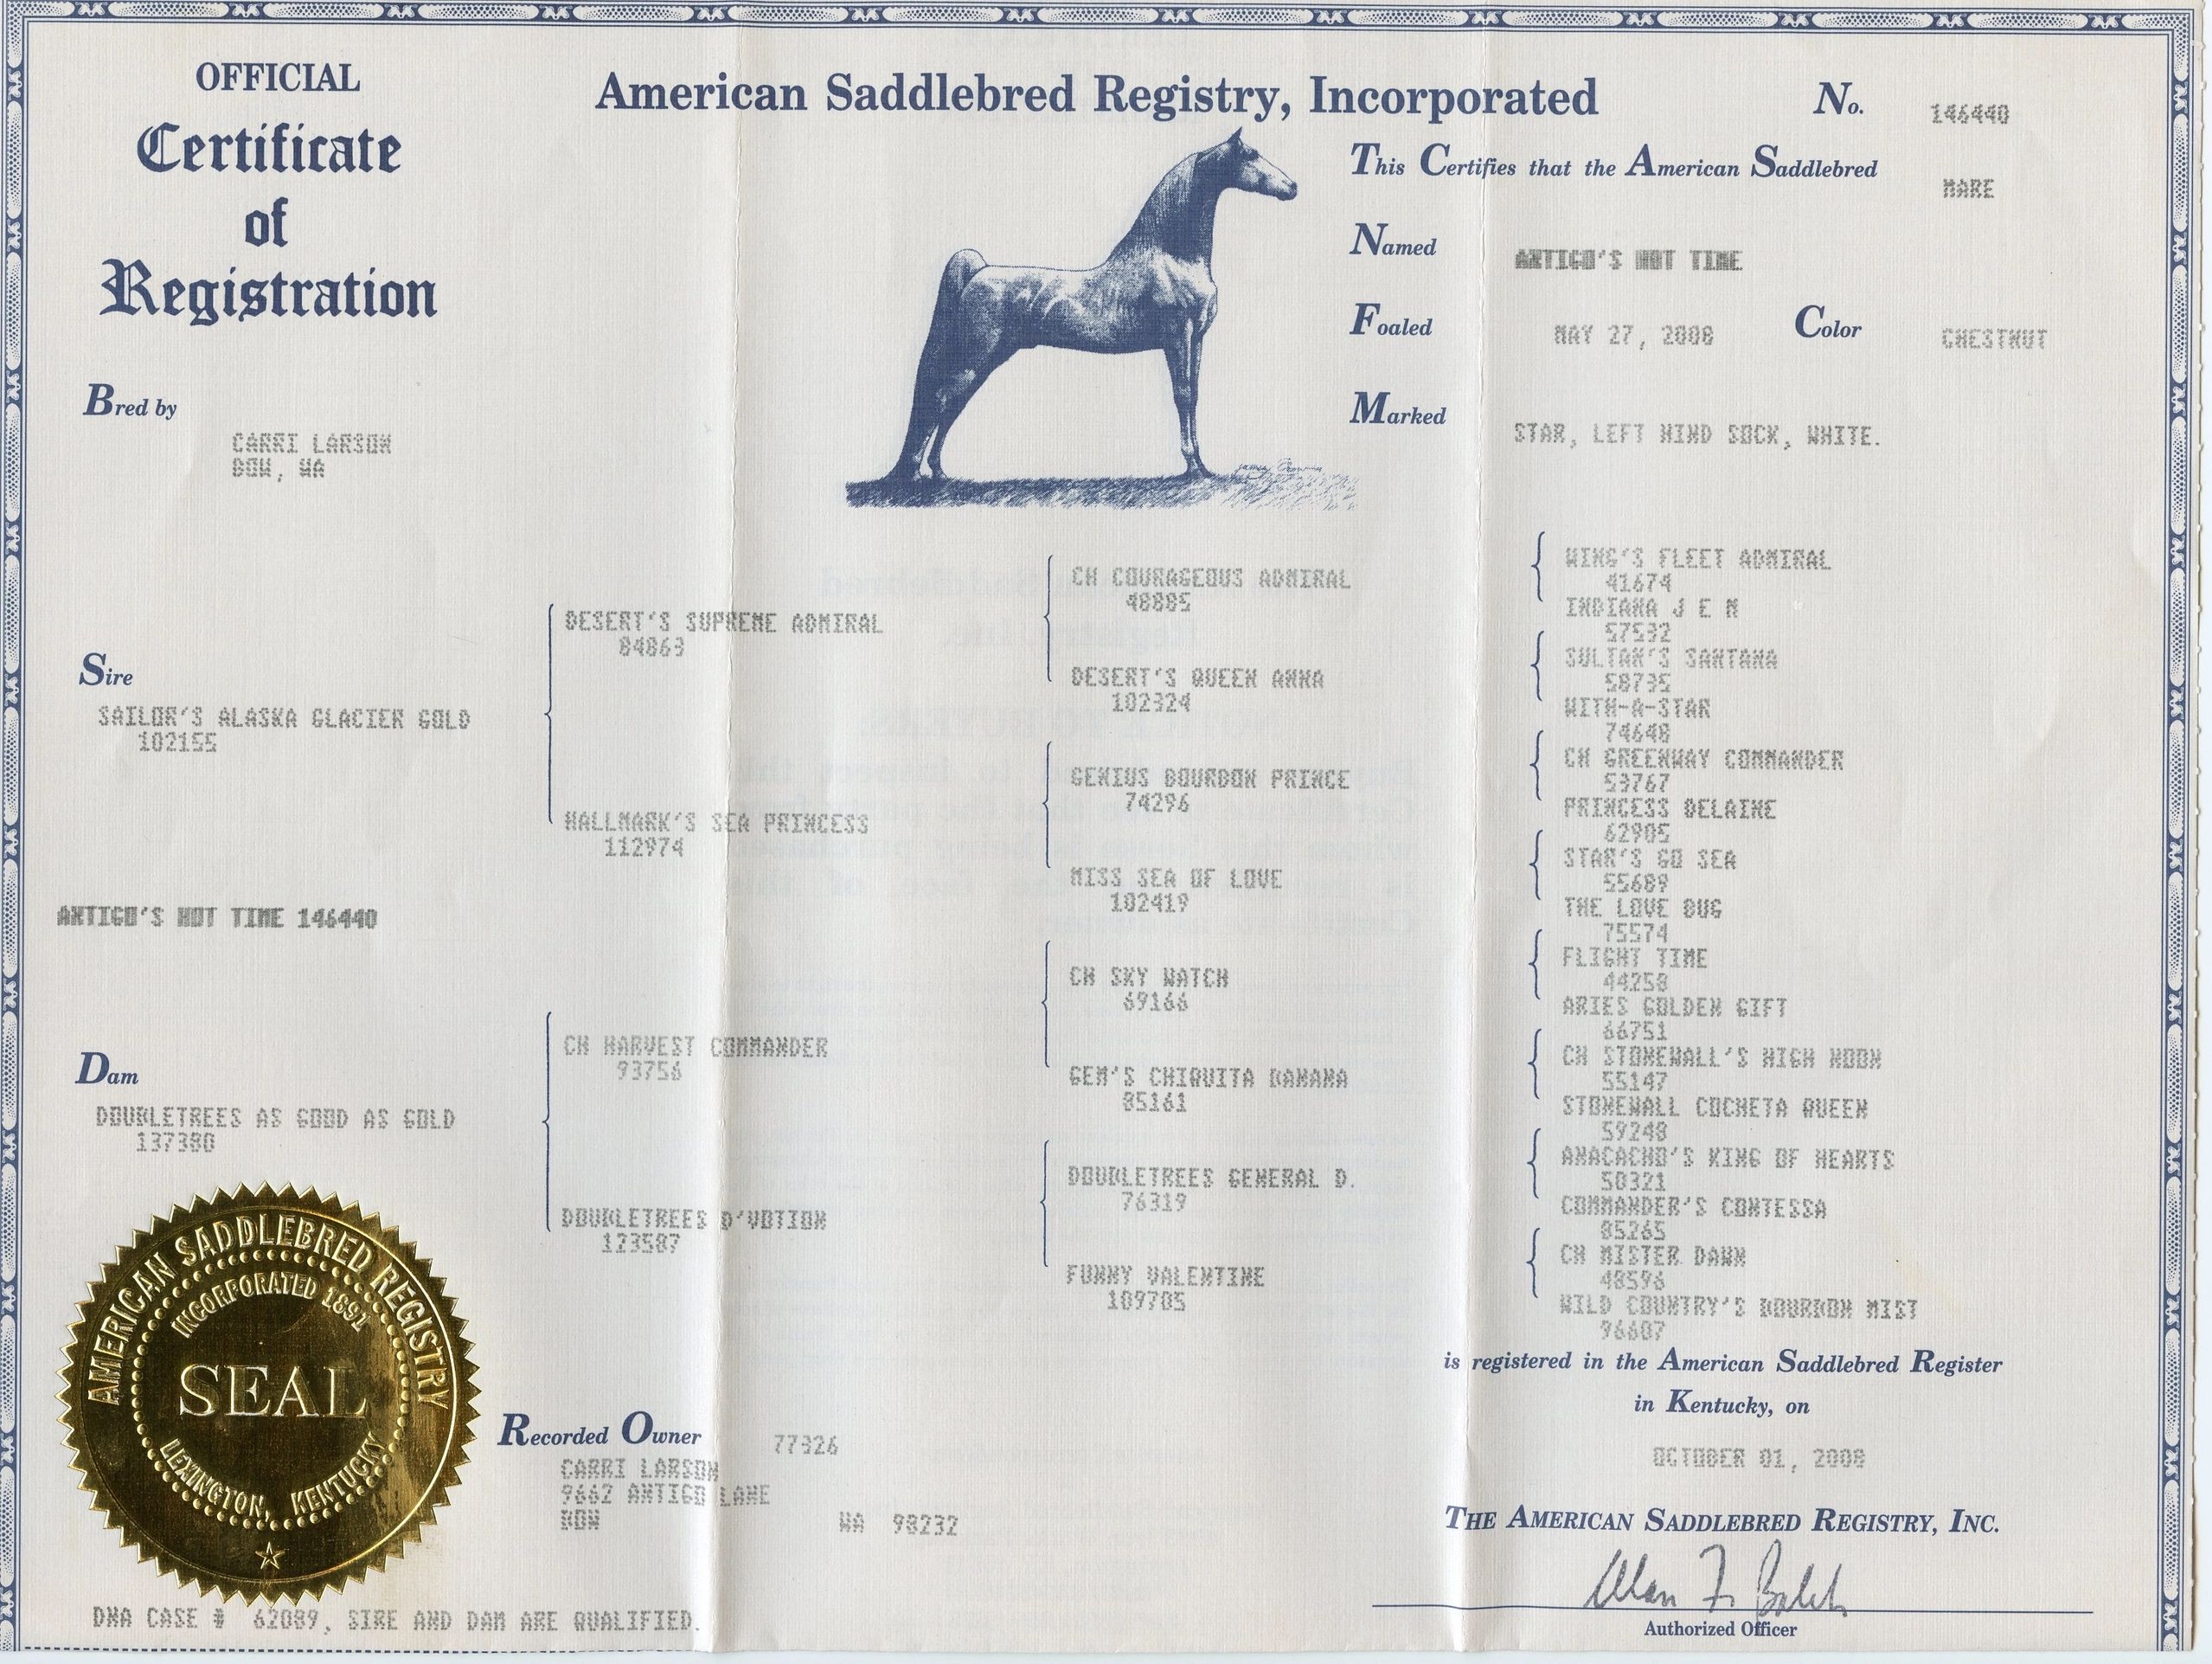 OFFICIAL
Certificate
of
Registration
American Saddlebred Registry, Incorporated
No. 146440
This Certifies that the American Saddlebred
MARE
Named ANTIGO'S HOT TIME
Foaled MAY 27, 2008 Color CHESTNUT
Marked STAR, LEFT HIND SOCK, WHITE.
Bred by
CARRI LARSON
BOW, WA
Sire
SAILOR'S ALASKA GLACIER GOLD
102155
ANTIGO'S HOT TIME 146440
Dam
DOUBLETREES AS GOOD AS GOLD
137380
DESERT'S SUPREME ADMIRAL
84863
HALLMARK'S SEA PRINCESS
112974
CH HARVEST COMMANDER
93756
DOUBLETREES D'VOTION
123587
CH COURAGEOUS ADMIRAL
48885
DESERT'S QUEEN ANNA
102324
GENIUS BOURBON PRINCE
74296
MISS SEA OF LOVE
102419
CH SKY WATCH
69166
GEM'S CHIQUITA BANANA
85161
DOUBLETREES GENERAL D.
76319
FUNNY VALENTINE
109705
WING'S FLEET ADMIRAL
41674
INDIANA J E M
57532
SULTAN'S SANTANA
58735
WITH-A-STAR
74648
CH GREENWAY COMMANDER
53767
PRINCESS DELAINE
62905
STAR'S GO SEA
55689
THE LOVE BUG
75574
FLIGHT TIME
44258
ARIES GOLDEN GIFT
66751
CH STONEWALL'S HIGH NOON
55147
STONEWALL COCHETA QUEEN
59248
ANACACHO'S KING OF HEARTS
50321
COMMANDER'S CONTESSA
85265
CH MISTER DAWN
48596
WILD COUNTRY'S BOURBON MIST
96607
is registered in the American Saddlebred Register
in Kentucky, on
OCTOBER 01, 2008
THE AMERICAN SADDLEBRED REGISTRY, INC.
Alan F. Balch
Authorized Officer
Recorded Owner 77326
CARRI LARSON
9662 ANTIGO LANE
BOW WA 98232
AMERICAN SADDLEBRED REGISTRY
INCORPORATED 1891
SEAL
LEXINGTON, KENTUCKY
DNA CASE # 62089, SIRE AND DAM ARE QUALIFIED.